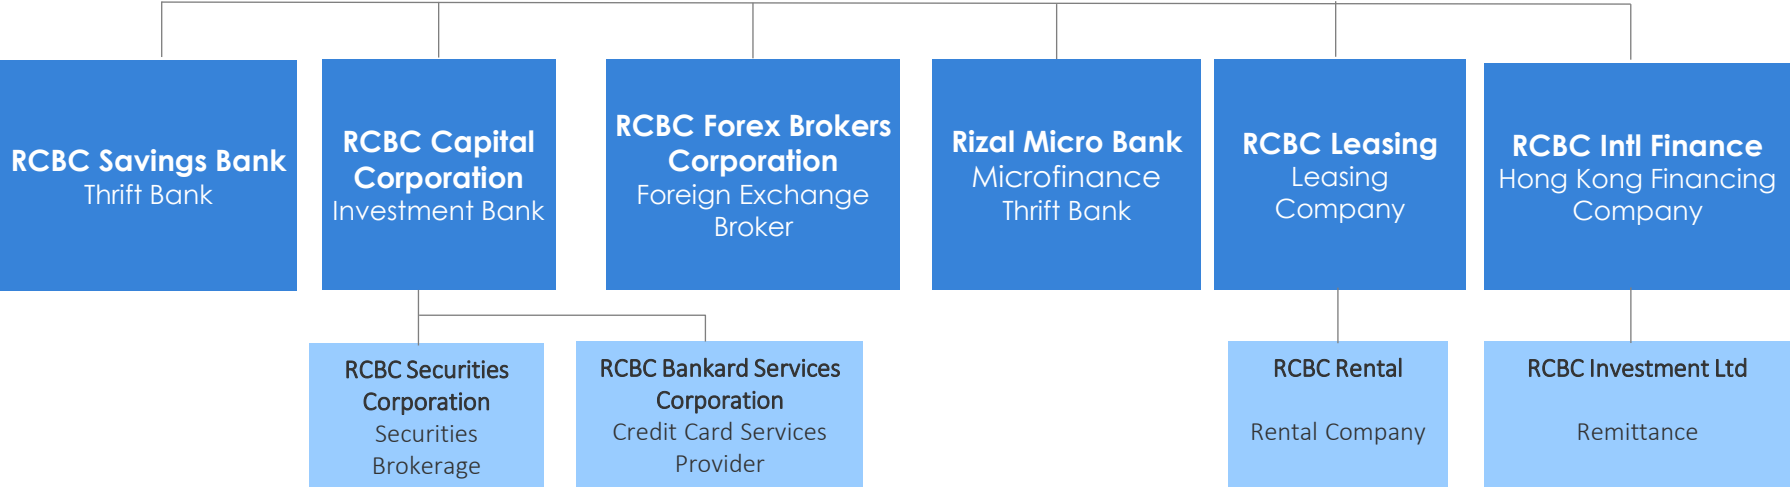 RCBC Savings Bank
Thrift Bank
RCBC Capital
Corporation
Investment Bank
RCBC Forex Brokers
Corporation
Foreign Exchange
Broker
Rizal Micro Bank
Microfinance
Thrift Bank
RCBC Leasing
Leasing
Company
RCBC Intl Finance
Hong Kong Financing
Company
RCBC Securities
Corporation
Securities
Brokerage
RCBC Bankard Services
Corporation
Credit Card Services
Provider
RCBC Rental
Rental Company
RCBC Investment Ltd
Remittance